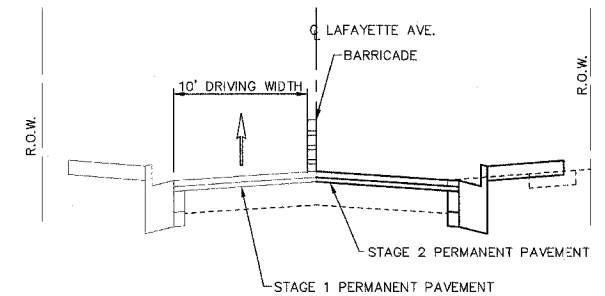 ℄ LAFAYETTE AVE.
BARRICADE
10' DRIVING WIDTH
R.O.W.
R.O.W.
STAGE 2 PERMANENT PAVEMENT
STAGE 1 PERMANENT PAVEMENT